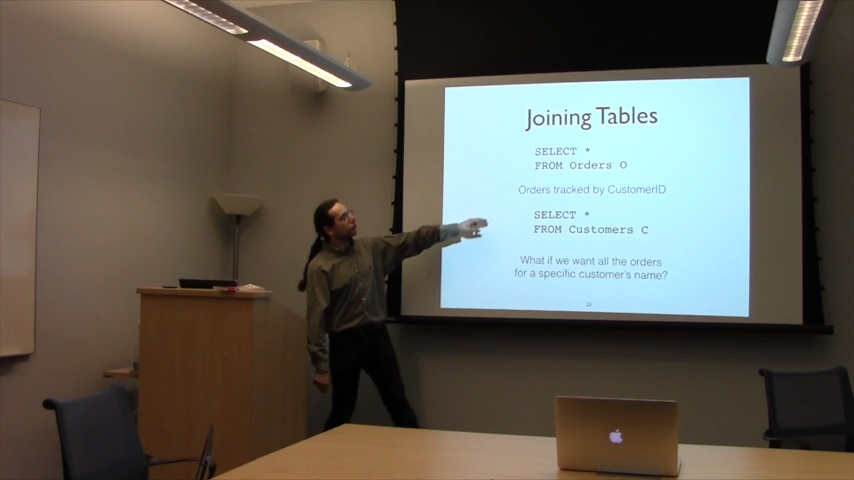 Joining Tables
SELECT *
FROM Orders O
Orders tracked by CustomerID
SELECT *
FROM Customers C
What if we want all the orders
for a specific customer's name?